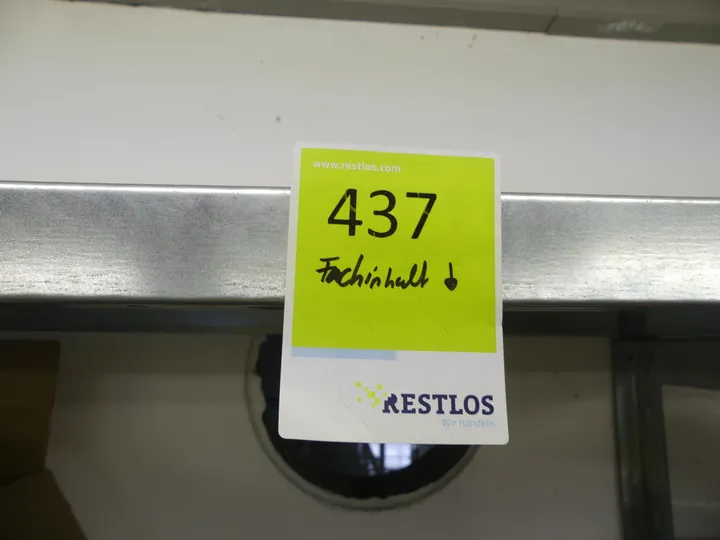 www.restlos.com
437
Fachinhalt ↓
RESTLOS
Wir handeln